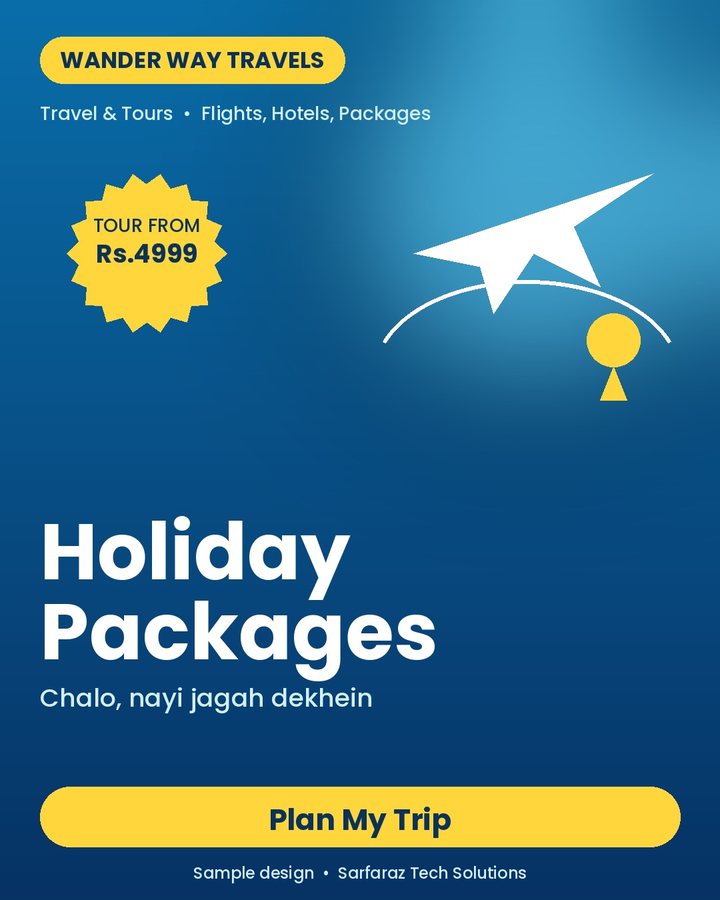 WANDER WAY TRAVELS
Travel & Tours • Flights, Hotels, Packages
TOUR FROM
Rs.4999
Holiday
Packages
Chalo, nayi jagah dekhein
Plan My Trip
Sample design • Sarfaraz Tech Solutions